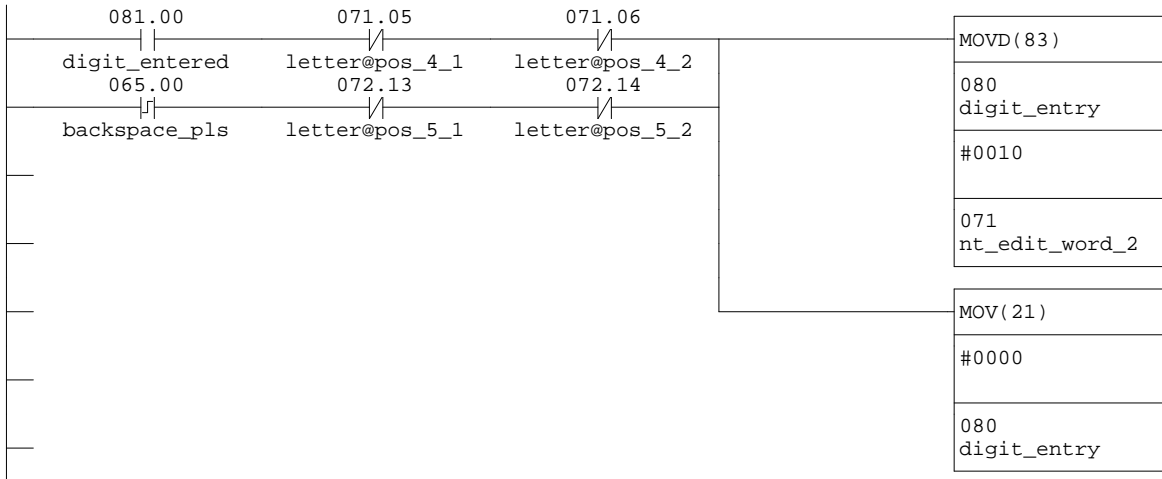 081.00 071.05 071.06
digit_entered letter@pos_4_1 letter@pos_4_2
065.00 072.13 072.14
backspace_pls letter@pos_5_1 letter@pos_5_2
MOVD(83)
080
digit_entry
#0010
071
nt_edit_word_2
MOV(21)
#0000
080
digit_entry